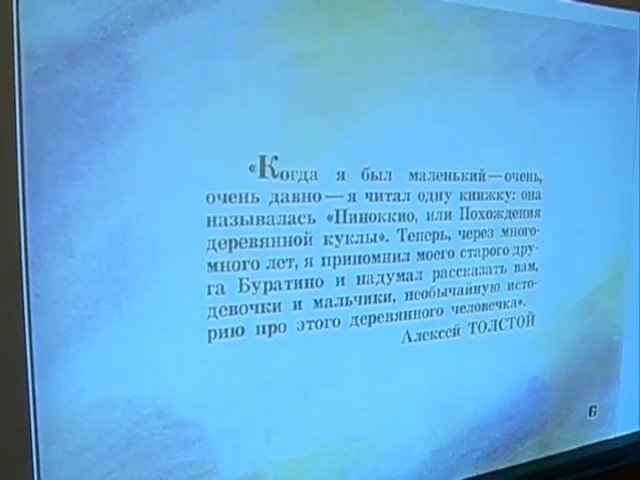 «Когда я был маленький—очень,
очень давно—я читал одну книжку: она
называлась «Пиноккио, или Похождения
деревянной куклы». Теперь, через много-
много лет, я припомнил моего старого дру-
га Буратино и надумал рассказать вам,
девочки и мальчики, необычайную исто-
рию про этого деревянного человечка».
Алексей ТОЛСТОЙ